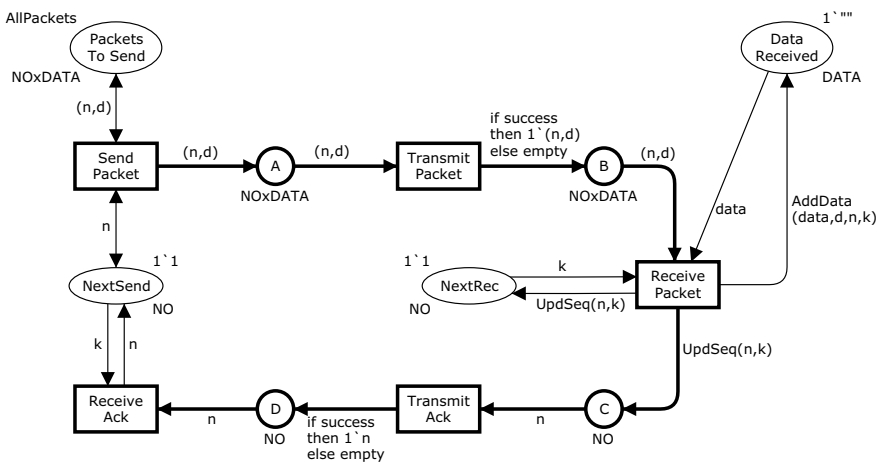 AllPackets
Packets
To Send
NOxDATA
(n,d)
1`""
Data
Received
DATA
Send
Packet
(n,d)
A
NOxDATA
(n,d)
Transmit
Packet
if success
then 1`(n,d)
else empty
B
NOxDATA
(n,d)
data
AddData
(data,d,n,k)
n
1`1
NextSend
NO
1`1
NextRec
NO
k
UpdSeq(n,k)
Receive
Packet
UpdSeq(n,k)
k
n
Receive
Ack
n
D
NO
if success
then 1`n
else empty
Transmit
Ack
n
C
NO